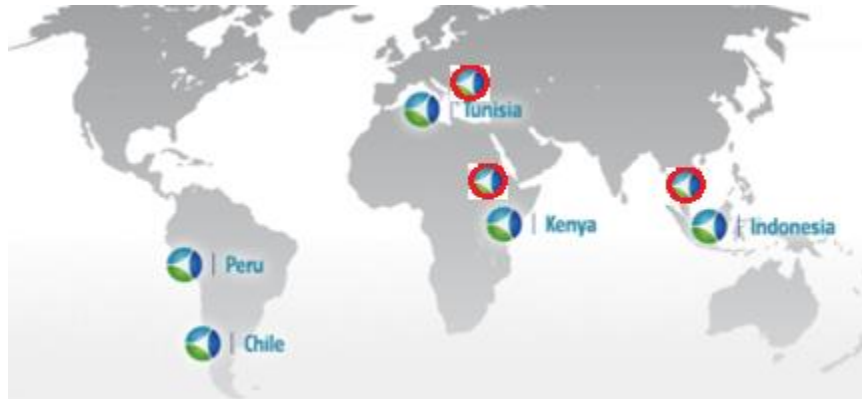 Tunisia
| Kenya
| Indonesia
| Peru
| Chile